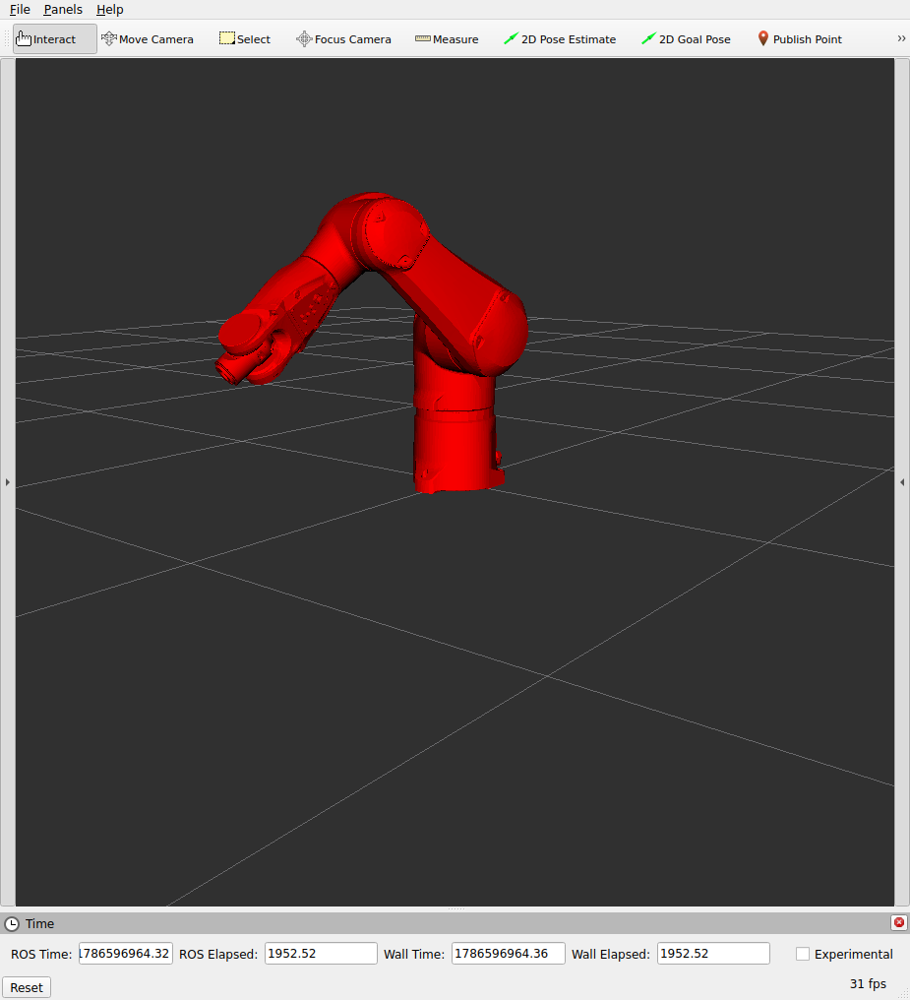 File Panels Help
Interact Move Camera Select Focus Camera Measure 2D Pose Estimate 2D Goal Pose Publish Point »
Time
ROS Time: 1786596964.32 ROS Elapsed: 1952.52 Wall Time: 1786596964.36 Wall Elapsed: 1952.52 Experimental
Reset 31 fps